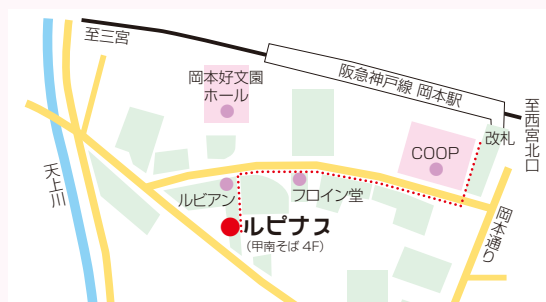 至三宮
阪急神戸線 岡本駅
至西宮北口
改札
岡本好文園
ホール
COOP
天上川
ルビアン
フロイン堂
岡本通り
ルピナス
(甲南そば 4F)